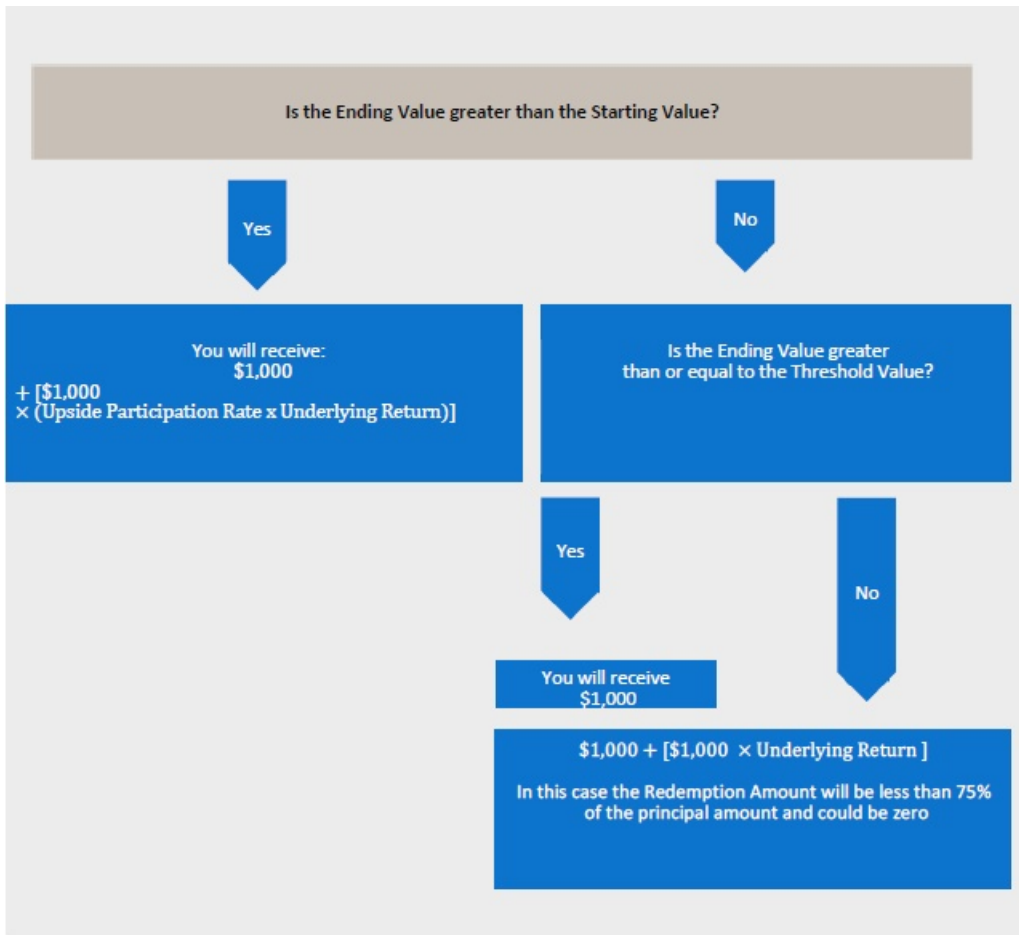 Is the Ending Value greater than the Starting Value?
Yes
No
You will receive:
$1,000
+ [$1,000
× (Upside Participation Rate x Underlying Return)]
Is the Ending Value greater
than or equal to the Threshold Value?
Yes
No
You will receive
$1,000
$1,000 + [$1,000 × Underlying Return ]
In this case the Redemption Amount will be less than 75%
of the principal amount and could be zero